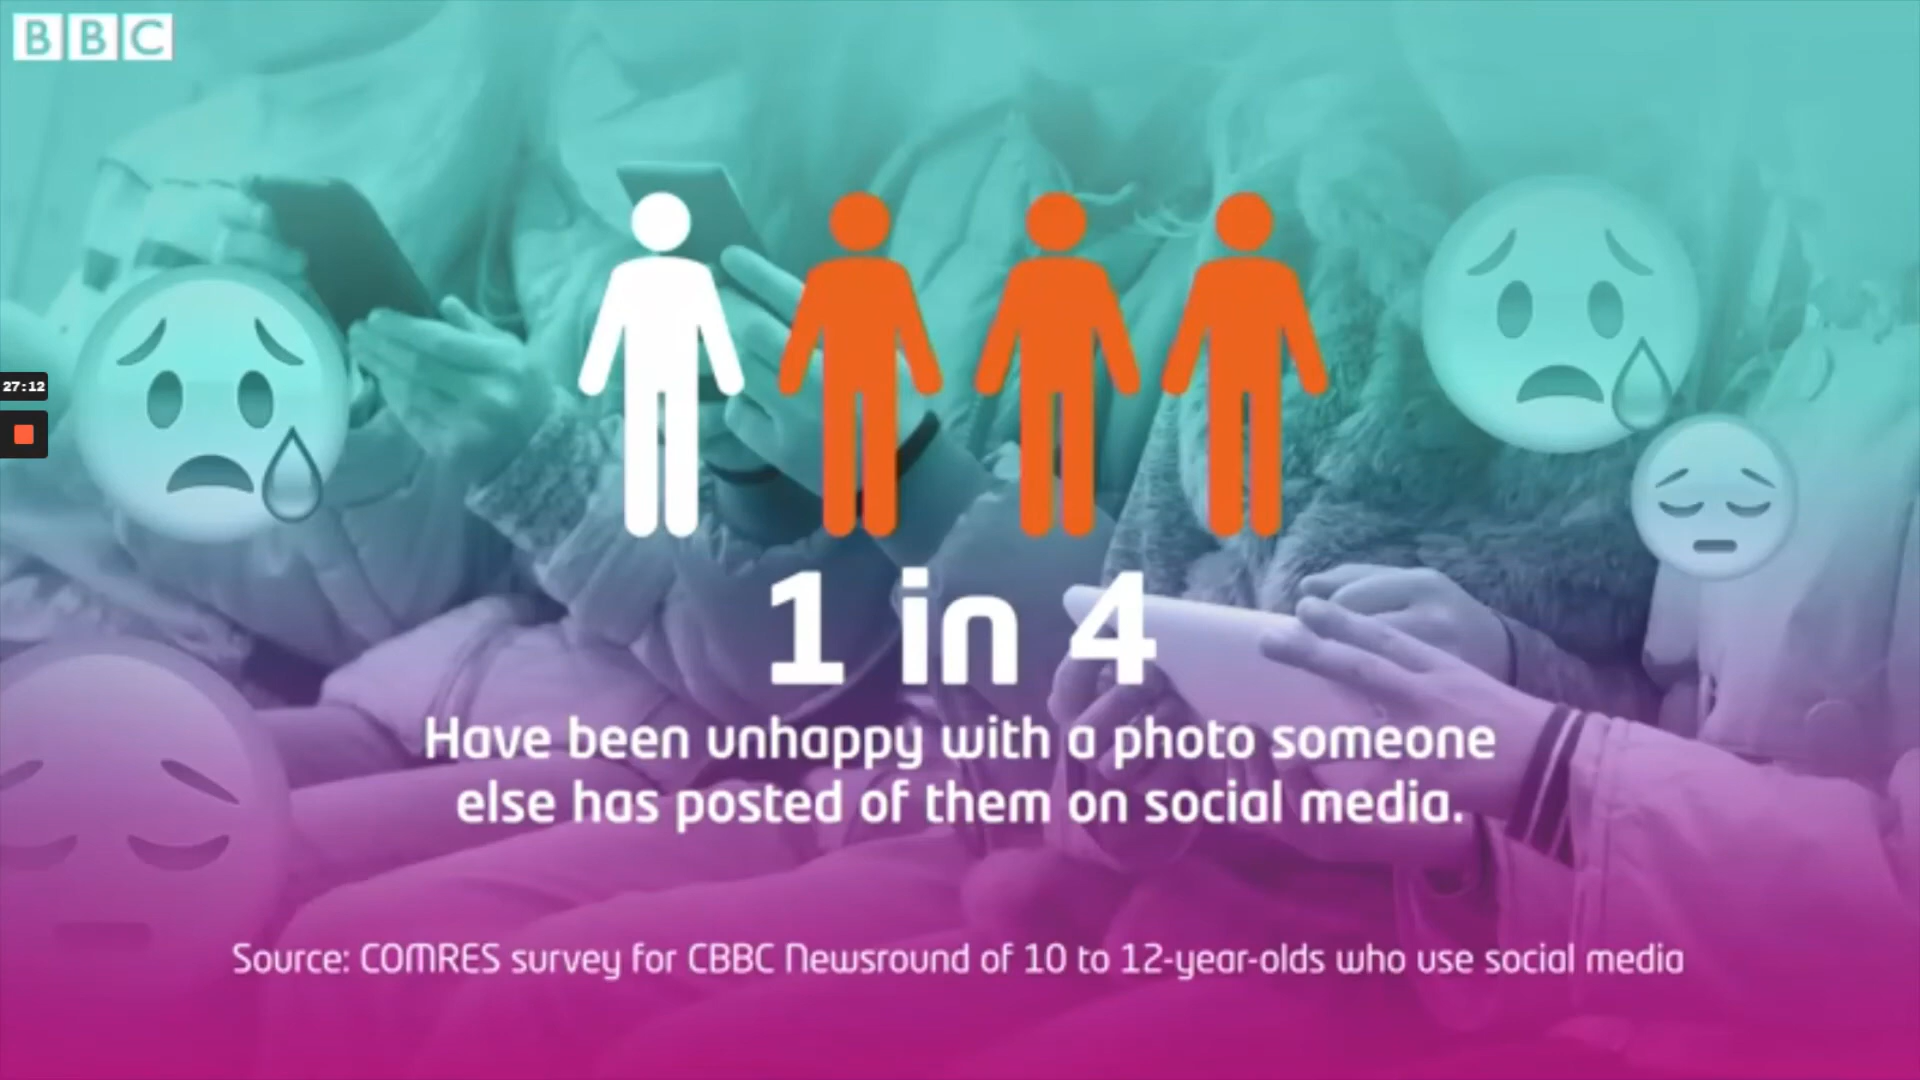 BBC
27:12
1 in 4
Have been unhappy with a photo someone
else has posted of them on social media.
Source: COMRES survey for CBBC Newsround of 10 to 12-year-olds who use social media